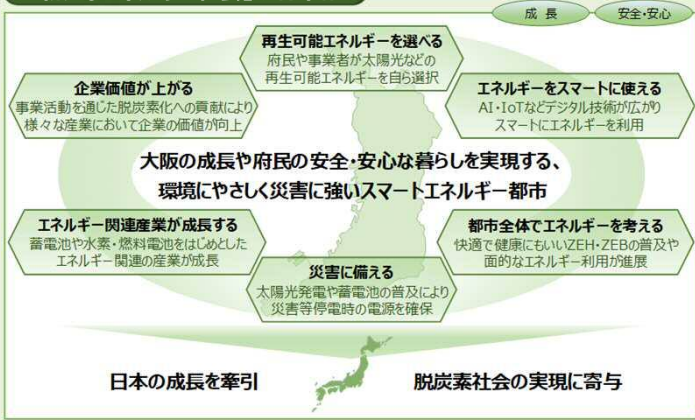 成 長
安全・安心
再生可能エネルギーを選べる
府民や事業者が太陽光などの
再生可能エネルギーを自ら選択
企業価値が上がる
事業活動を通じた脱炭素化への貢献により
様々な産業において企業の価値が向上
エネルギーをスマートに使える
AI・IoTなどデジタル技術が広がり
スマートにエネルギーを利用
大阪の成長や府民の安全・安心な暮らしを実現する、
環境にやさしく災害に強いスマートエネルギー都市
エネルギー関連産業が成長する
蓄電池や水素・燃料電池をはじめとした
エネルギー関連の産業が成長
都市全体でエネルギーを考える
快適で健康にもいいZEH・ZEBの普及や
面的なエネルギー利用が進展
災害に備える
太陽光発電や蓄電池の普及により
災害等停電時の電源を確保
日本の成長を牽引
脱炭素社会の実現に寄与